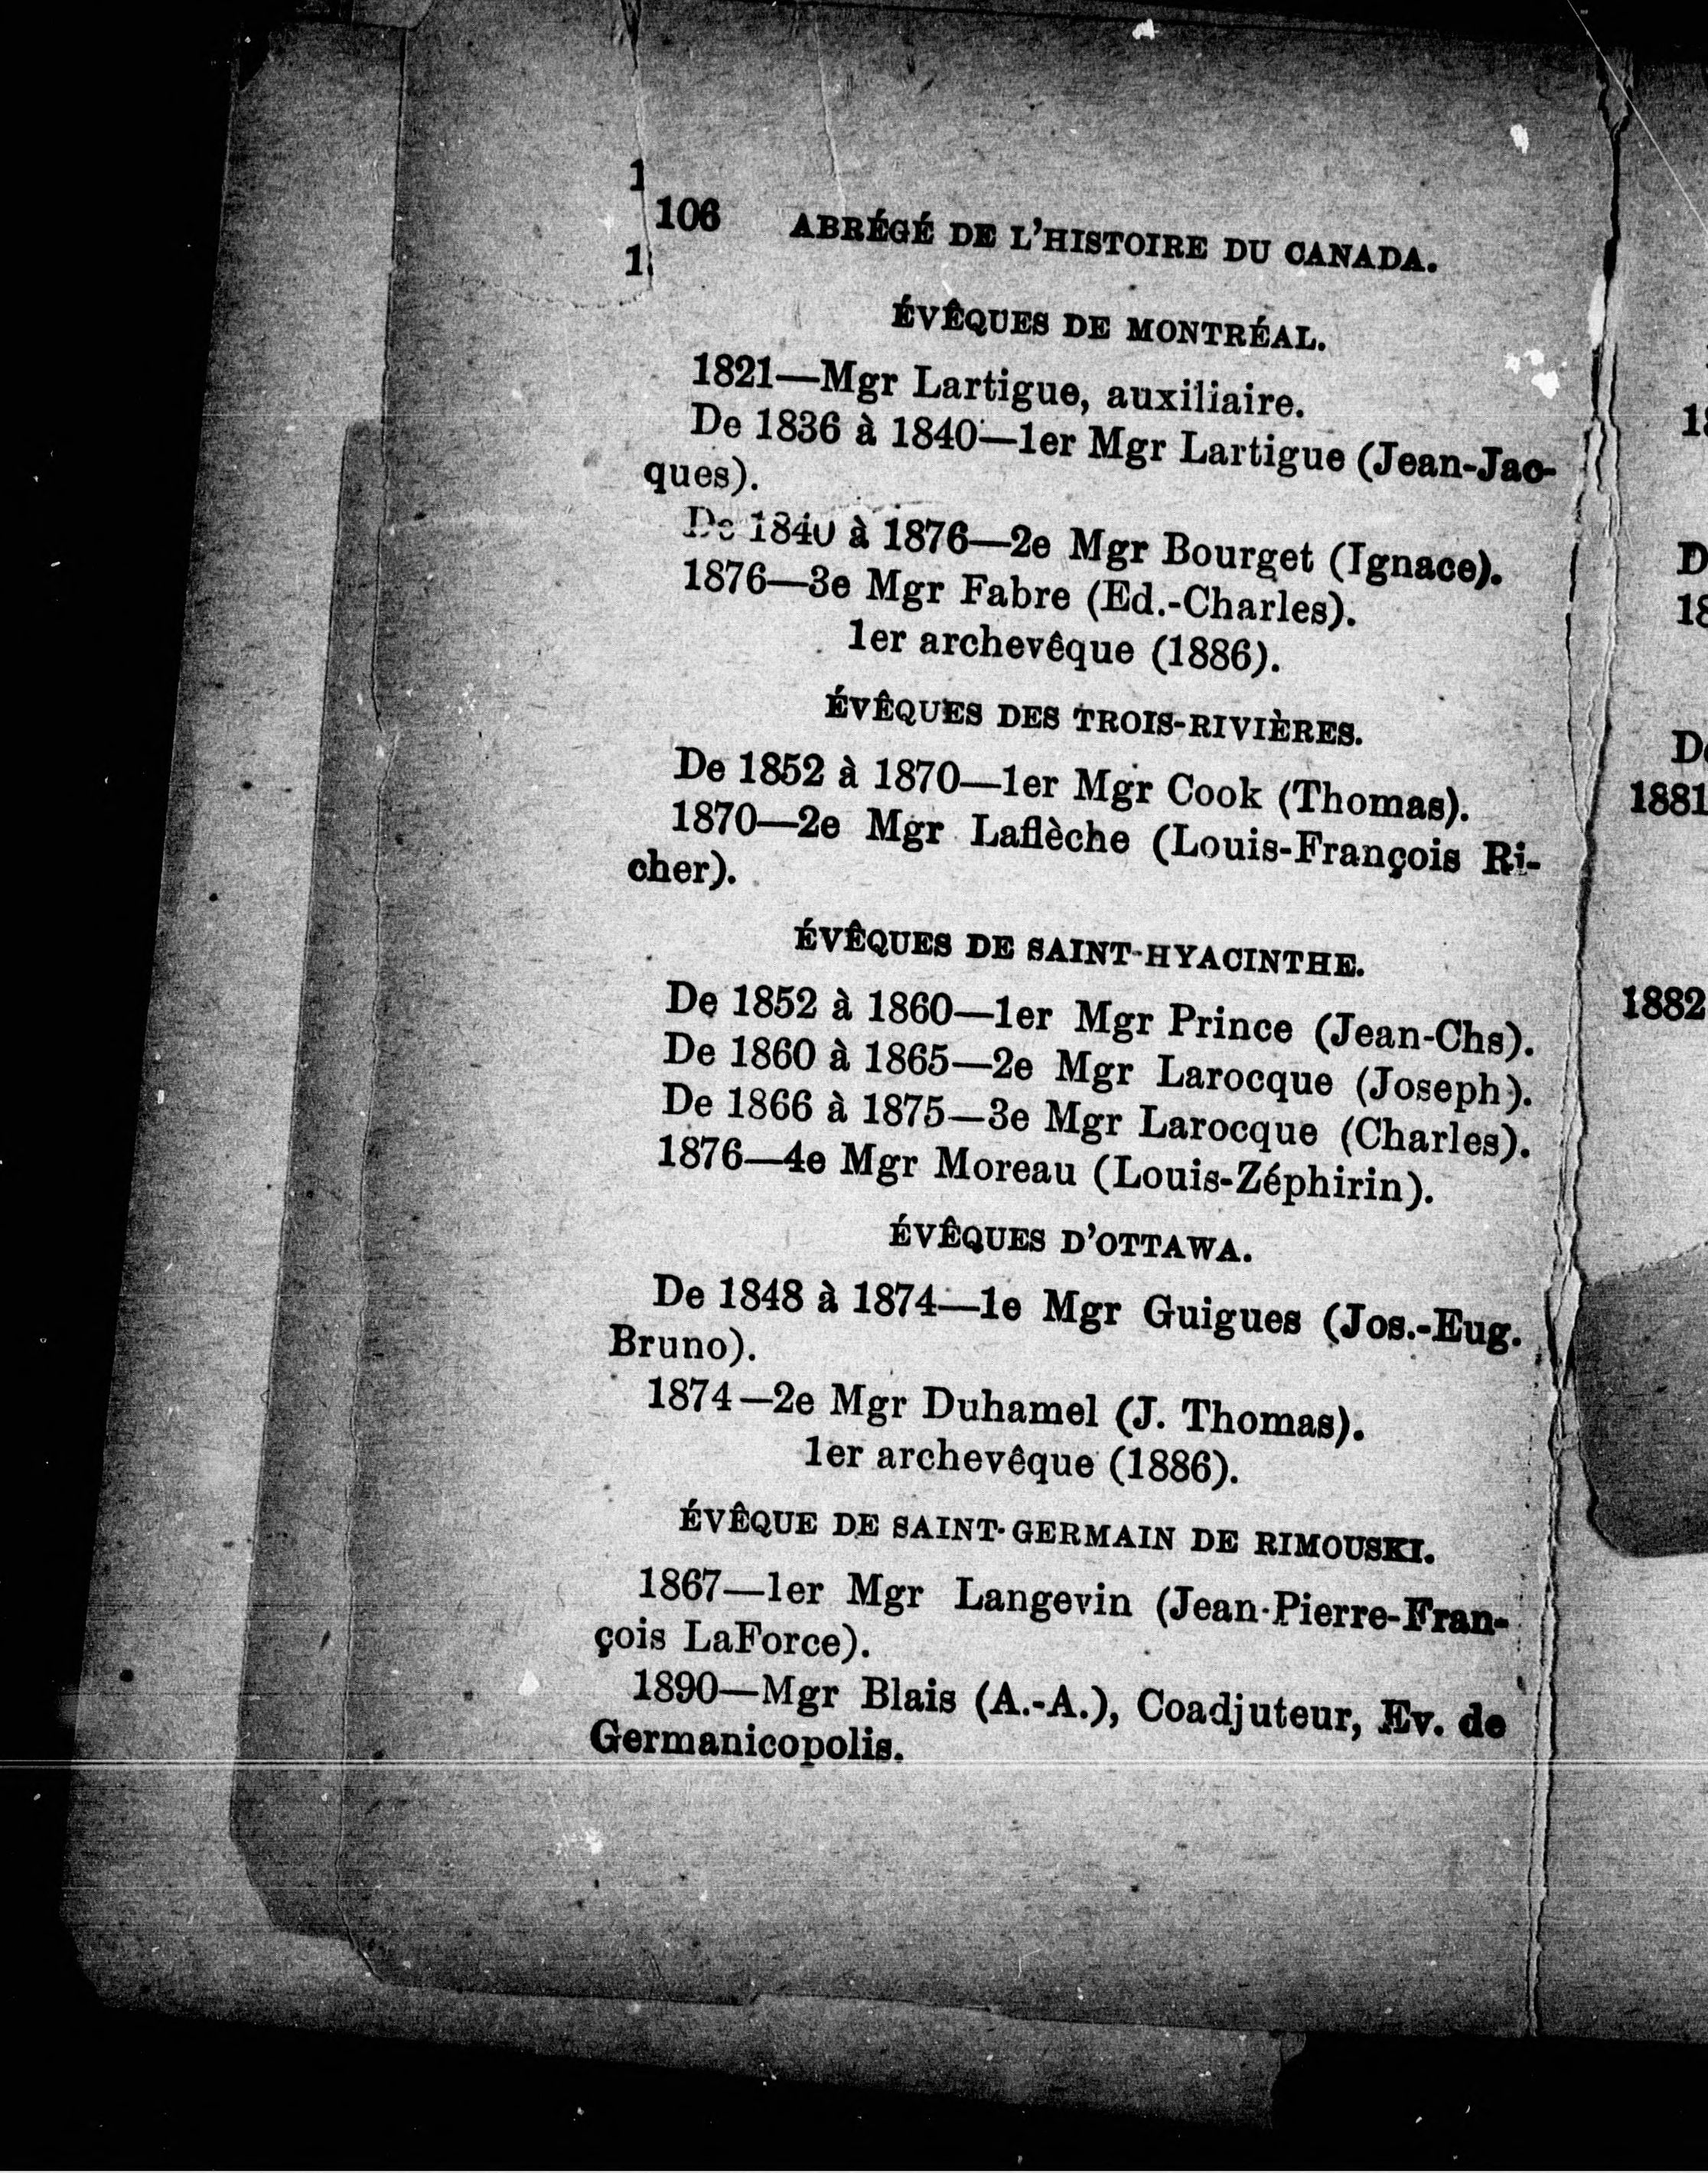 1
106 ABRÉGÉ DE L'HISTOIRE DU CANADA.
1
ÉVÊQUES DE MONTRÉAL.
1821—Mgr Lartigue, auxiliaire.
De 1836 à 1840—1er Mgr Lartigue (Jean-Jac-
ques).
De 1840 à 1876—2e Mgr Bourget (Ignace).
1876—3e Mgr Fabre (Ed.-Charles).
1er archevêque (1886).
ÉVÊQUES DES TROIS-RIVIÈRES.
De 1852 à 1870—1er Mgr Cook (Thomas).
1870—2e Mgr Laflèche (Louis-François Ri-
cher).
ÉVÊQUES DE SAINT-HYACINTHE.
De 1852 à 1860—1er Mgr Prince (Jean-Chs).
De 1860 à 1865—2e Mgr Larocque (Joseph).
De 1866 à 1875—3e Mgr Larocque (Charles).
1876—4e Mgr Moreau (Louis-Zéphirin).
ÉVÊQUES D'OTTAWA.
De 1848 à 1874—1e Mgr Guigues (Jos.-Eug.
Bruno).
1874—2e Mgr Duhamel (J. Thomas).
1er archevêque (1886).
ÉVÊQUE DE SAINT-GERMAIN DE RIMOUSKI.
1867—1er Mgr Langevin (Jean-Pierre-Fran-
çois LaForce).
1890—Mgr Blais (A.-A.), Coadjuteur, Ev. de
Germanicopolis.
1881
1882